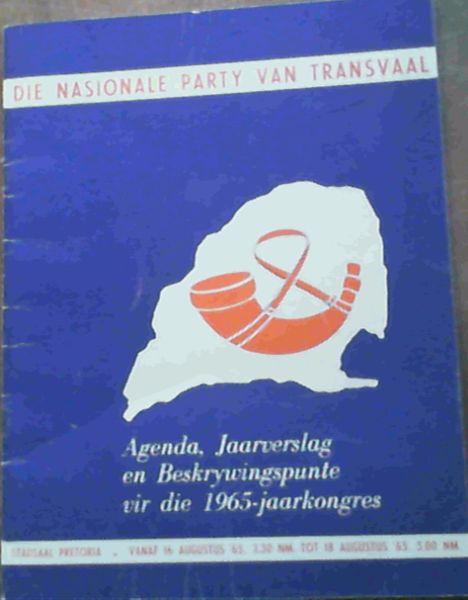 DIE NASIONALE PARTY VAN TRANSVAAL
Agenda, Jaarverslag
en Beskrywingspunte
vir die 1965-jaarkongres
STADSAAL PRETORIA - VANAF 16 AUGUSTUS '65, 3.30 NM. TOT 18 AUGUSTUS '65, 5.00 NM.